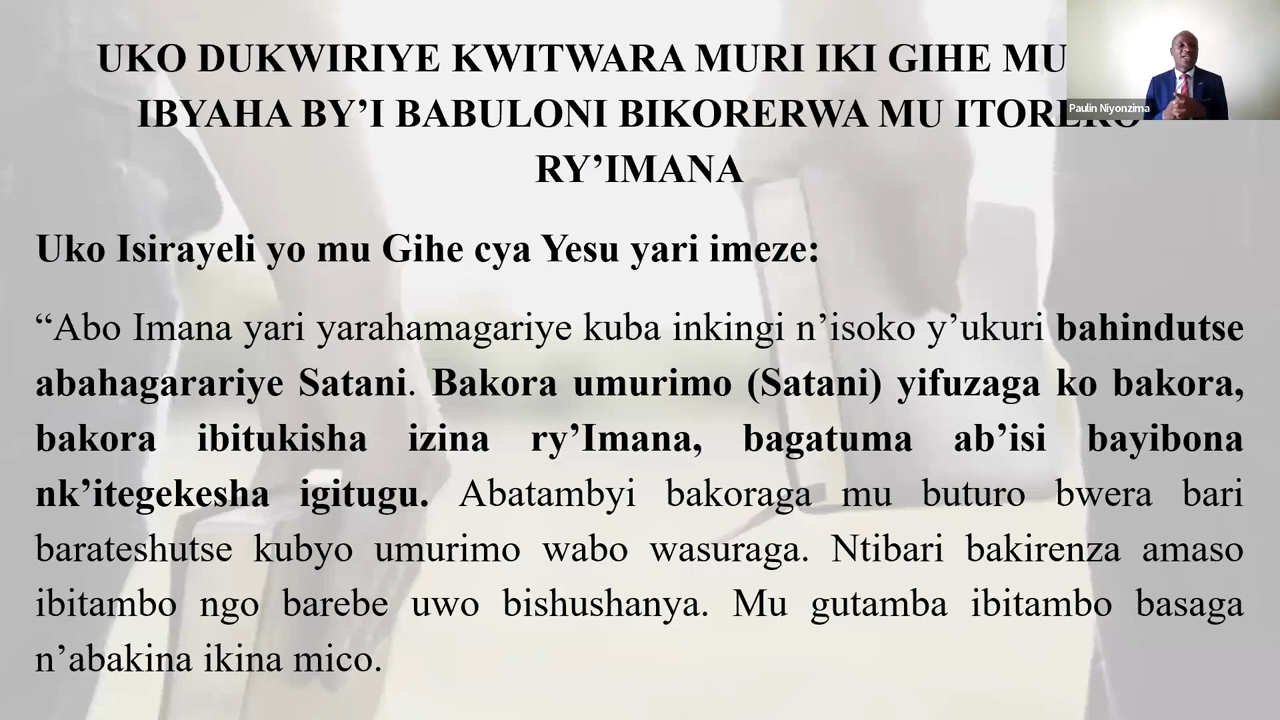 UKO DUKWIRIYE KWITWARA MURI IKI GIHE MU
IBYAHA BY’I BABULONI BIKORERWA MU ITORERO
RY’IMANA
Paulin Niyonzima
Uko Isirayeli yo mu Gihe cya Yesu yari imeze:
“Abo Imana yari yarahamagariye kuba inkingi n’isoko y’ukuri bahindutse
abahagarariye Satani. Bakora umurimo (Satani) yifuzaga ko bakora,
bakora ibitukisha izina ry’Imana, bagatuma ab’isi bayibona
nk’itegekesha igitugu. Abatambyi bakoraga mu buturo bwera bari
barateshutse kubyo umurimo wabo wasuraga. Ntibari bakirenza amaso
ibitambo ngo barebe uwo bishushanya. Mu gutamba ibitambo basaga
n’abakina ikina mico.